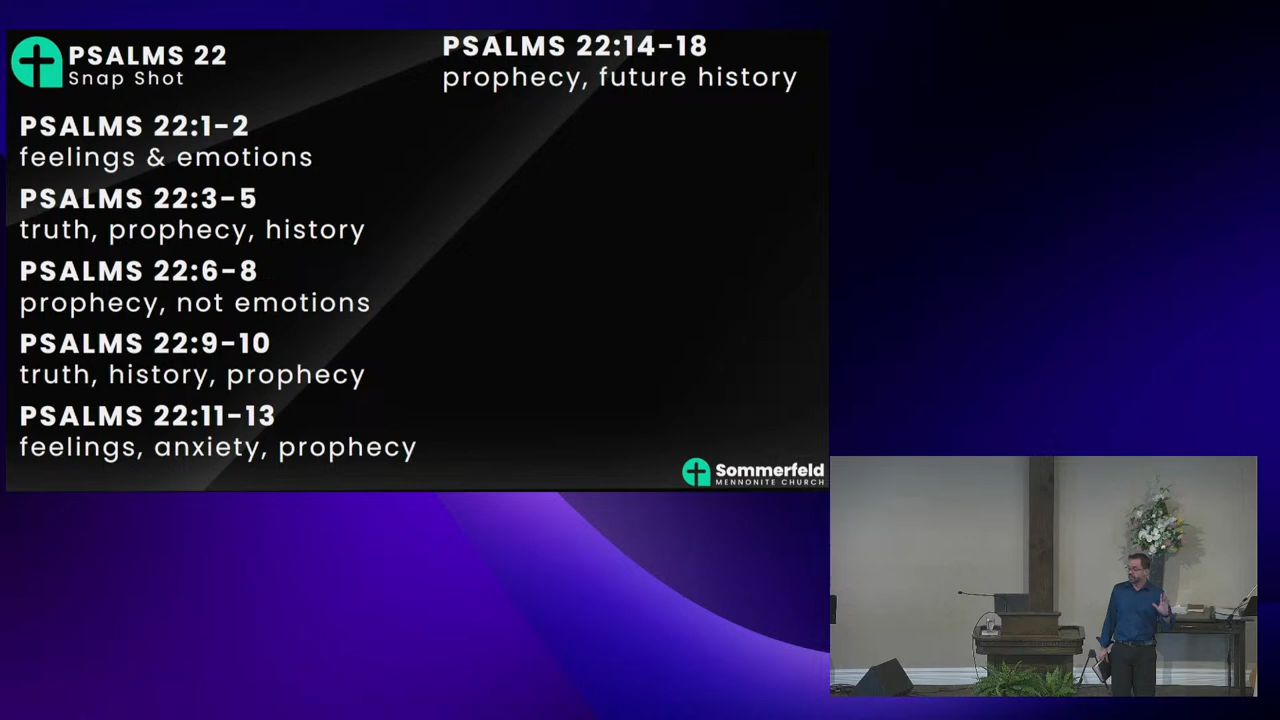 PSALMS 22
Snap Shot
PSALMS 22:1-2
feelings & emotions
PSALMS 22:3-5
truth, prophecy, history
PSALMS 22:6-8
prophecy, not emotions
PSALMS 22:9-10
truth, history, prophecy
PSALMS 22:11-13
feelings, anxiety, prophecy
PSALMS 22:14-18
prophecy, future history
Sommerfeld
MENNONITE CHURCH